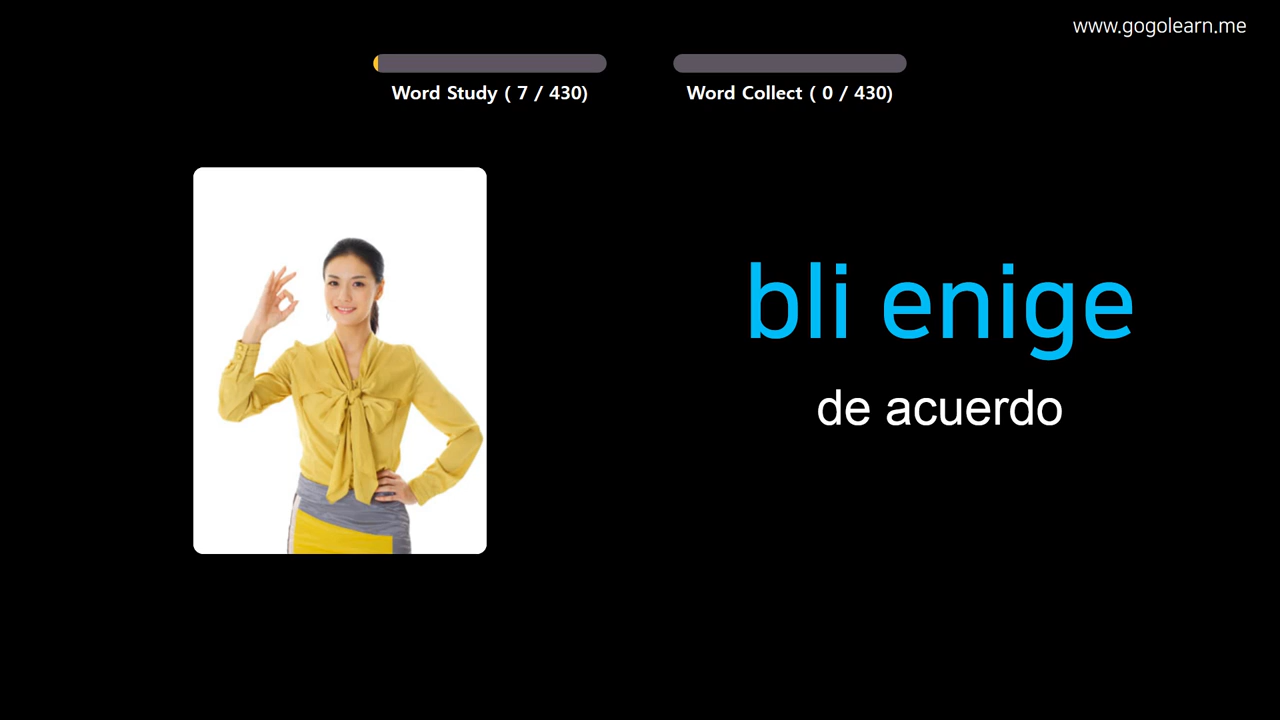 www.gogolearn.me
Word Study ( 7 / 430)
Word Collect ( 0 / 430)
bli enige
de acuerdo